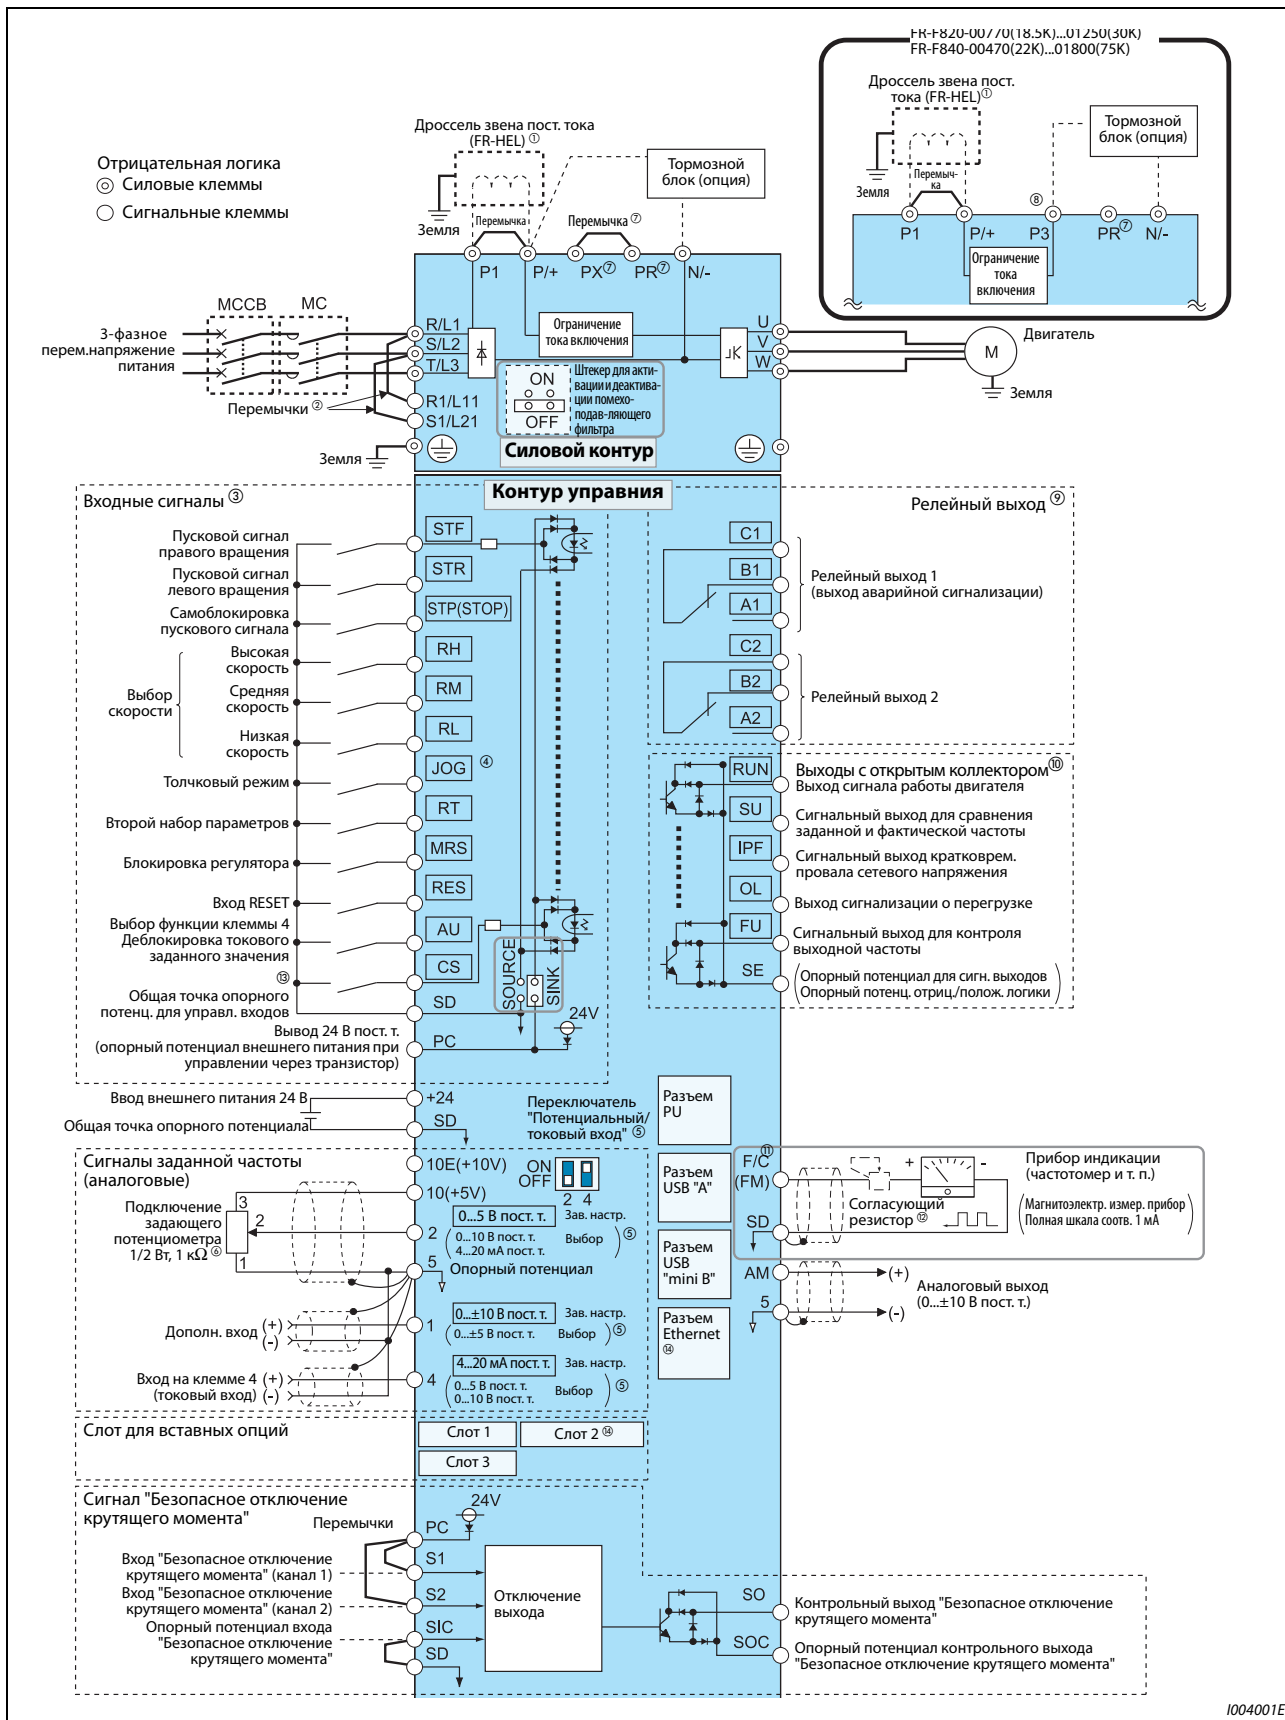 FR-F820-00770(18.5K)...01250(30K)
FR-F840-00470(22K)...01800(75K)
Дроссель звена пост.
тока (FR-HEL)①
Тормозной
блок (опция)
Земля
Перемыч-
ка
⑧
P1
P/+
P3
PR⑦
N/-
Ограничение
тока
включения
Отрицательная логика
Силовые клеммы
Сигнальные клеммы
Дроссель звена пост. тока
(FR-HEL) ①
Тормозной
блок (опция)
Земля
Перемычка
Перемычка ⑦
P1
P/+
PX⑦
PR⑦
N/-
MCCB
MC
3-фазное
перем.напряжение
питания
R/L1
S/L2
T/L3
Перемычки ②
R1/L11
S1/L21
Земля
Ограничение
тока включения
ON
OFF
Штекер для акти-
вации и деактива-
ции помехо-
подав-ляющего
фильтра
Силовой контур
U
V
W
M
Двигатель
Земля
Контур управния
Входные сигналы ③
Пусковой сигнал
правого вращения
STF
Пусковой сигнал
левого вращения
STR
Самоблокировка
пускового сигнала
STP(STOP)
Выбор
скорости
Высокая
скорость
RH
Средняя
скорость
RM
Низкая
скорость
RL
Толчковый режим
JOG ④
Второй набор параметров
RT
Блокировка регулятора
MRS
Вход RESET
RES
Выбор функции клеммы 4
Деблокировка токового
заданного значения
AU
⑬
CS
Общая точка опорного
потенц. для управл. входов
SD
Вывод 24 В пост. т.
(опорный потенциал внешнего питания при
управлении через транзистор)
PC
SOURCE
SINK
24V
Релейный выход ⑨
C1
B1
A1
Релейный выход 1
(выход аварийной сигнализации)
C2
B2
A2
Релейный выход 2
Выходы с открытым коллектором⑩
RUN
Выход сигнала работы двигателя
SU
Сигнальный выход для сравнения
заданной и фактической частоты
IPF
Сигнальный выход кратковрем.
провала сетевого напряжения
OL
Выход сигнализации о перегрузке
FU
Сигнальный выход для контроля
выходной частоты
SE
(Опорный потенциал для сигн. выходов
Опорный потенц. отриц./полож. логики)
Ввод внешнего питания 24 В
+24
Общая точка опорного потенциала
SD
Переключатель
"Потенциальный/
токовый вход" ⑤
Разъем
PU
Сигналы заданной частоты
(аналоговые)
10E(+10V)
ON
OFF
2 4
10(+5V)
Подключение
задающего
потенциометра
1/2 Вт, 1 кΩ ⑥
3
2
1
2
0...5 В пост. т.
Зав. настр.
(0...10 В пост. т.
4...20 мА пост. т.
Выбор)⑤
5
Опорный потенциал
Дополн. вход
(+)
(-)
1
0...±10 В пост. т.
Зав. настр.
(0...±5 В пост. т.
Выбор)⑤
Вход на клемме 4
(токовый вход)
(+)
(-)
4
4...20 мА пост. т.
Зав. настр.
(0...5 В пост. т.
0...10 В пост. т.
Выбор)⑤
Разъем
USB "A"
Разъем
USB
"mini B"
Разъем
Ethernet
⑭
⑪
F/C
(FM)
SD
+
-
Согласующий
резистор ⑫
Прибор индикации
(частотомер и т. п.)
(Магнитоэлектр. измер. прибор
Полная шкала соотв. 1 мА)
AM
5
(+)
(-)
Аналоговый выход
(0...±10 В пост. т.)
Слот для вставных опций
Слот 1
Слот 2 ⑭
Слот 3
Сигнал "Безопасное отключение
крутящего момента"
Перемычки
24V
PC
Вход "Безопасное отключение
крутящего момента" (канал 1)
S1
Вход "Безопасное отключение
крутящего момента" (канал 2)
S2
Опорный потенциал входа
"Безопасное отключение
крутящего момента"
SIC
SD
Отключение
выхода
SO
Контрольный выход "Безопасное отключение
крутящего момента"
SOC
Опорный потенциал контрольного выхода
"Безопасное отключение крутящего момента"
I004001E